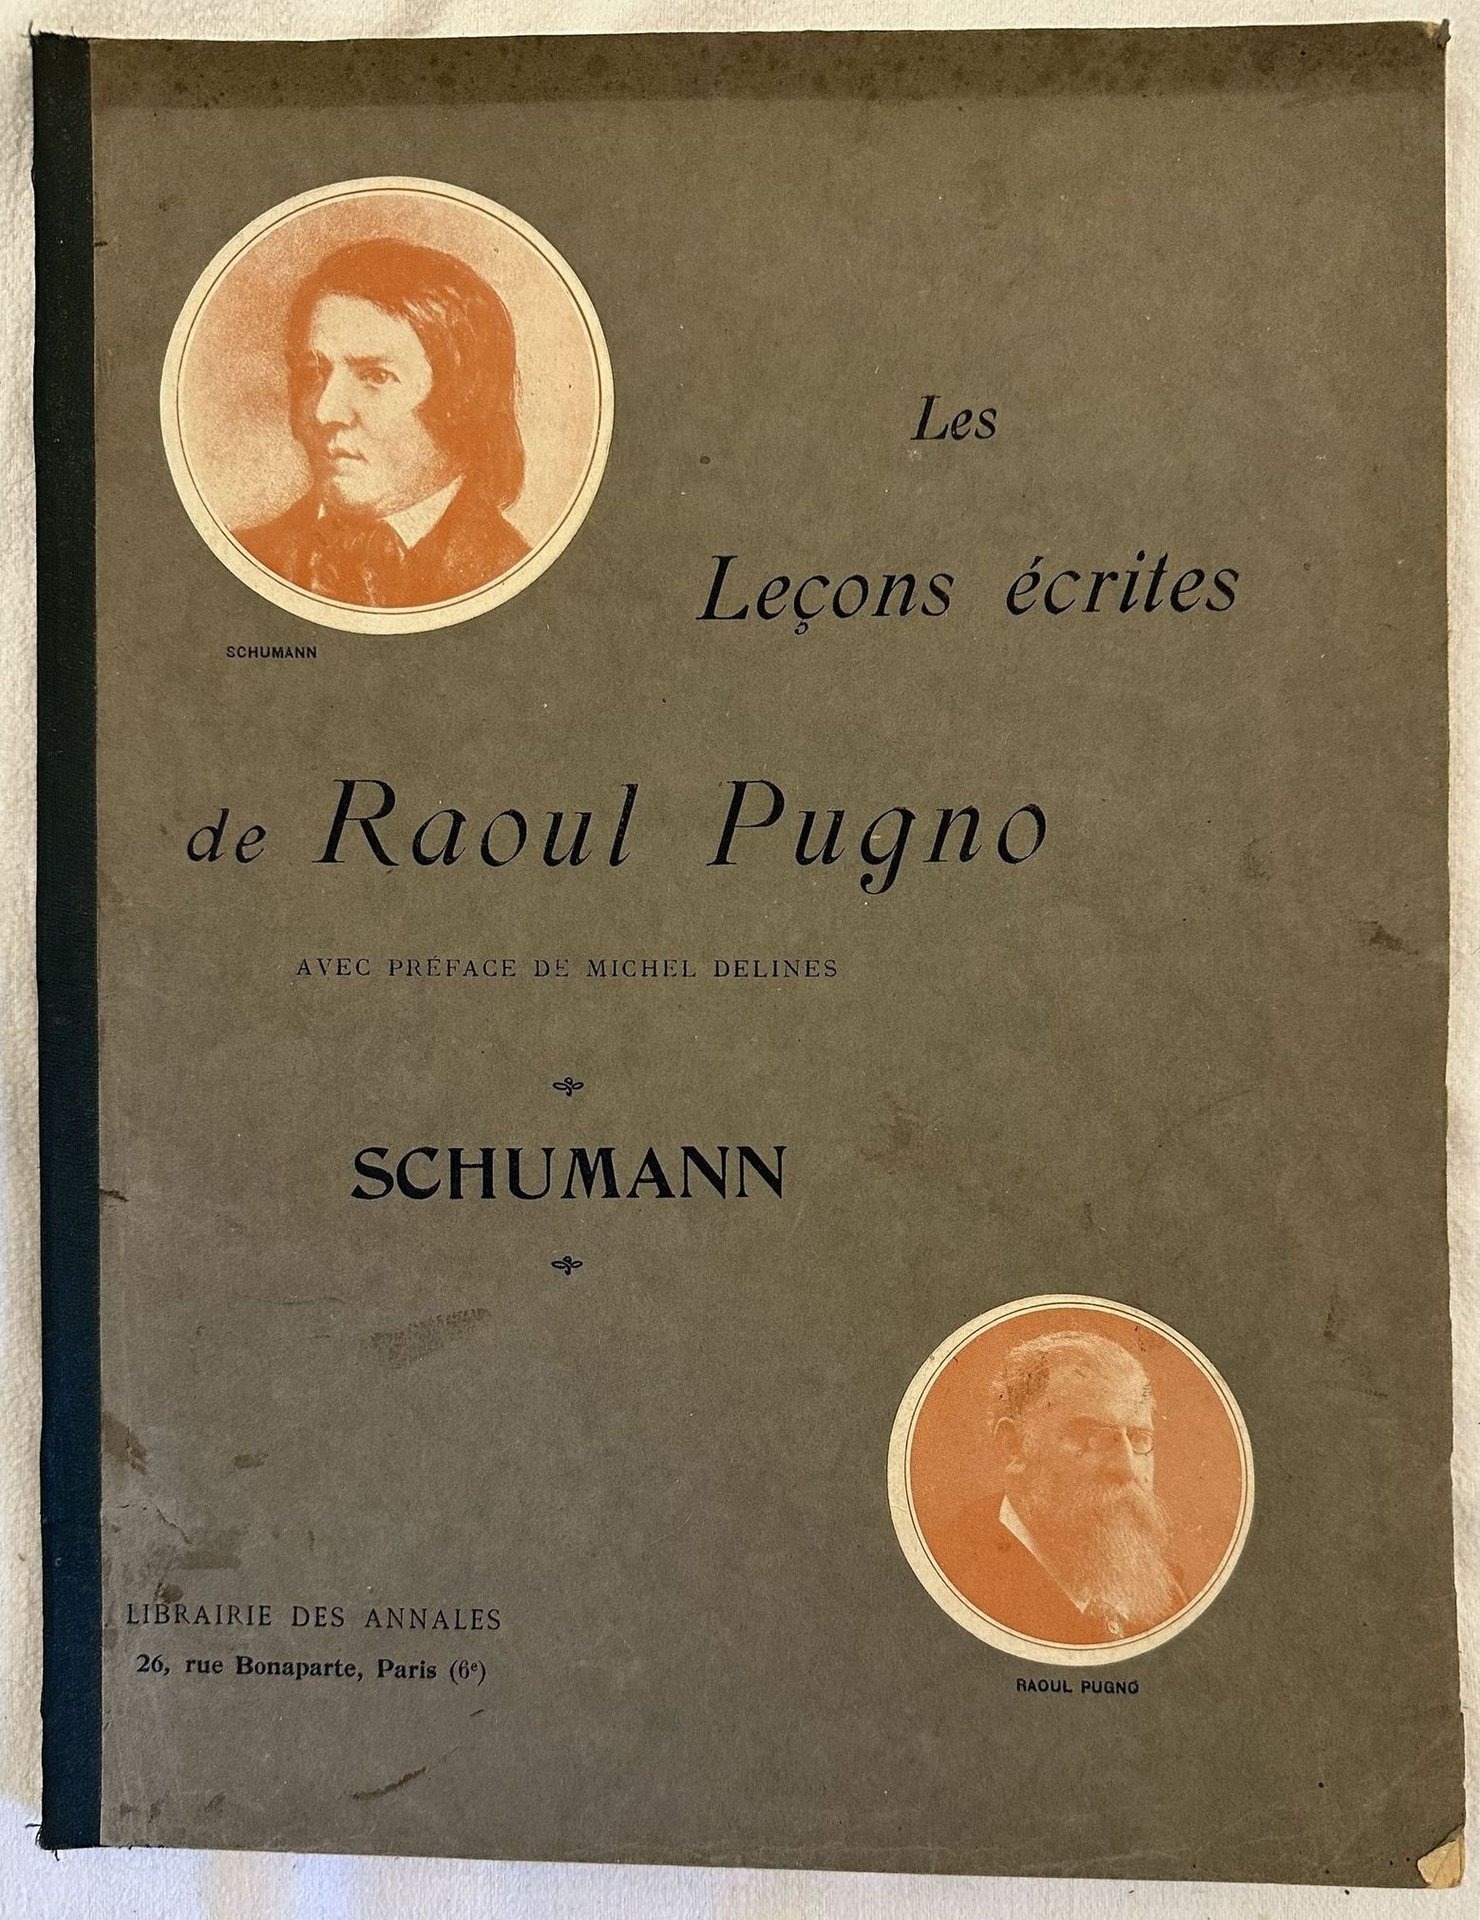 SCHUMANN
Les
Leçons écrites
de Raoul Pugno
AVEC PRÉFACE DE MICHEL DELINES
SCHUMANN
LIBRAIRIE DES ANNALES
26, rue Bonaparte, Paris (6e)
RAOUL PUGNO